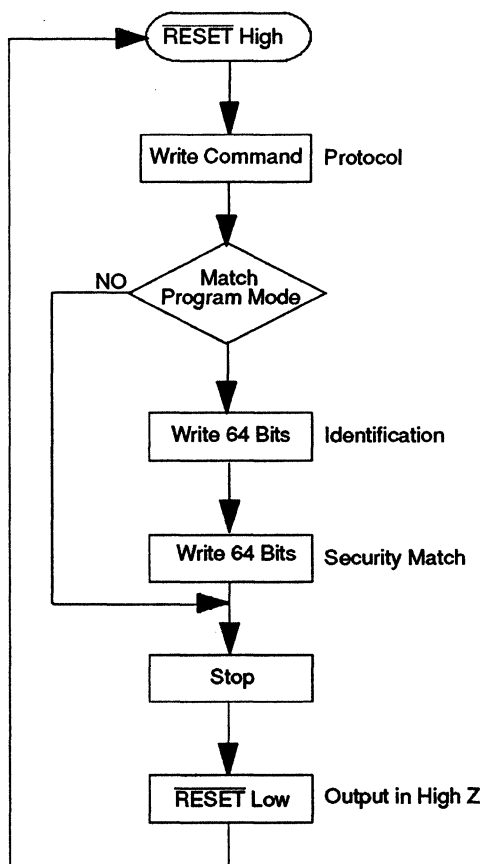 RESET High
Write Command Protocol
NO
Match
Program Mode
Write 64 Bits Identification
Write 64 Bits Security Match
Stop
RESET Low Output in High Z